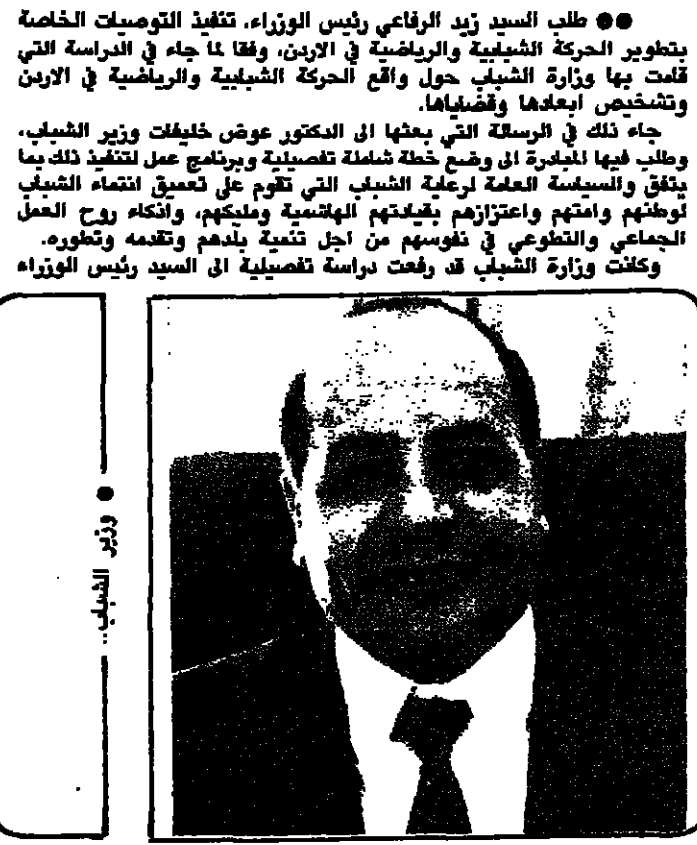 ●● طلب السيد زيد الرفاعي رئيس الوزراء، تنفيذ التوصيات الخاصة
بتطوير الحركة الشبابية والرياضية في الاردن، وفقا لما جاء في الدراسة التي
قامت بها وزارة الشباب حول واقع الحركة الشبابية والرياضية في الاردن
وتشخيص ابعادها وقضاياها.
جاء ذلك في الرسالة التي بعثها الى الدكتور عوض خليفات وزير الشباب،
وطلب فيها المبادرة الى وضع خطة شاملة تفصيلية وبرنامج عمل لتنفيذ ذلك بما
يتفق والسياسة العامة لرعاية الشباب التي تقوم على تعميق انتماء الشباب
لوطنهم وامتهم واعتزازهم بقيادتهم الهاشمية ومليكهم، واذكاء روح العمل
الجماعي والتطوعي في نفوسهم من اجل تنمية بلدهم وتقدمه وتطوره.
وكانت وزارة الشباب قد رفعت دراسة تفصيلية الى السيد رئيس الوزراء
● وزير الشباب..